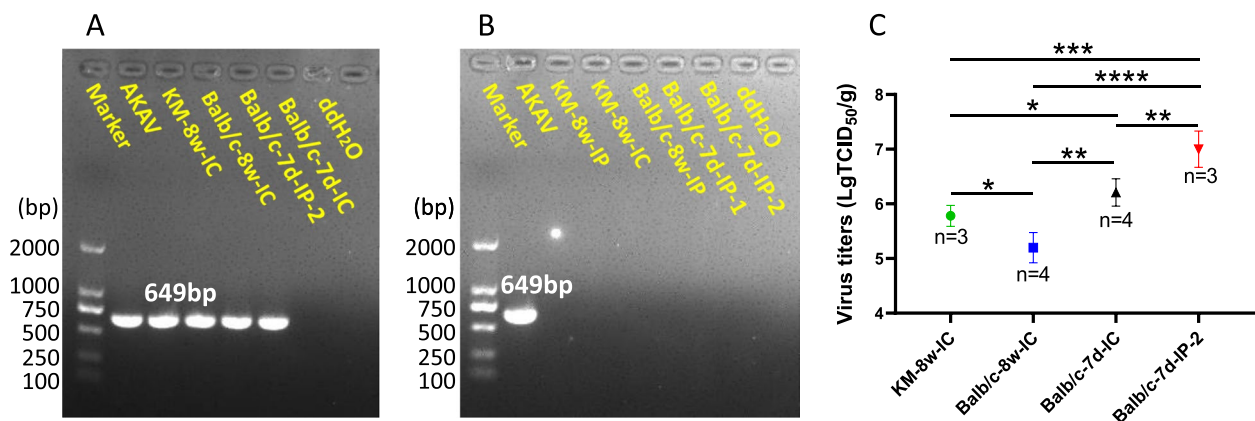 A
Marker
AKAV
KM-8w-IC
Balb/c-8w-IC
Balb/c-7d-IP-2
Balb/c-7d-IC
ddH₂O
(bp)
2000
1000
750
500
250
100
649bp
B
Marker
AKAV
KM-8w-IP
KM-8w-IC
Balb/c-8w-IP
Balb/c-7d-IP-1
Balb/c-7d-IP-2
ddH₂O
(bp)
2000
1000
750
500
250
100
649bp
C
Virus titers (LgTCID₅₀/g)
8
7
6
5
4
***
****
*
**
**
*
n=3
n=4
n=4
n=3
KM-8w-IC
Balb/c-8w-IC
Balb/c-7d-IC
Balb/c-7d-IP-2